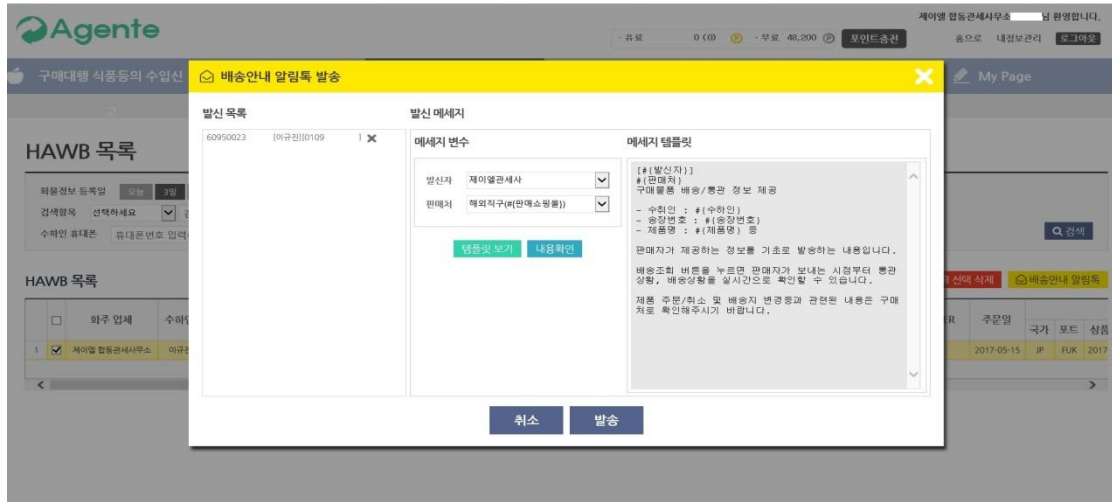 제이엘 합동관세사무소 님 환영합니다.
Agente
- 유료 0 (0) P - 무료 48,200 P 포인트충전
홈으로 내정보관리 로그아웃
구매대행 식품등의 수입신
My Page
배송안내 알림톡 발송
발신 목록
60950023 [이규진][0109 ]
발신 메세지
메세지 변수
발신자 제이엘관세사
판매처 해외직구(#{판매쇼핑몰})
템플릿 보기 내용확인
메세지 템플릿
[#{발신자}]
#{판매처}
구매물품 배송/통관 정보 제공
- 수취인 : #{수하인}
- 송장번호 : #{송장번호}
- 제품명 : #{제품명} 등
판매자가 제공하는 정보를 기초로 발송하는 내용입니다.
배송조회 버튼을 누르면 판매자가 보내는 시점부터 통관
상황, 배송상황을 실시간으로 확인할 수 있습니다.
제품 주문/취소 및 배송지 변경등과 관련된 내용은 구매
처로 확인해주시기 바랍니다.
취소 발송
HAWB 목록
화물정보 등록일 오늘 3일
검색항목 선택하세요
수하인 휴대폰 휴대폰번호 입력
검색
HAWB 목록
선택 삭제 배송안내 알림톡
화주 업체 수하인 R 주문일 국가 포트 상품
1 제이엘 합동관세사무소 이규진 2017-05-15 JP FUK 2017